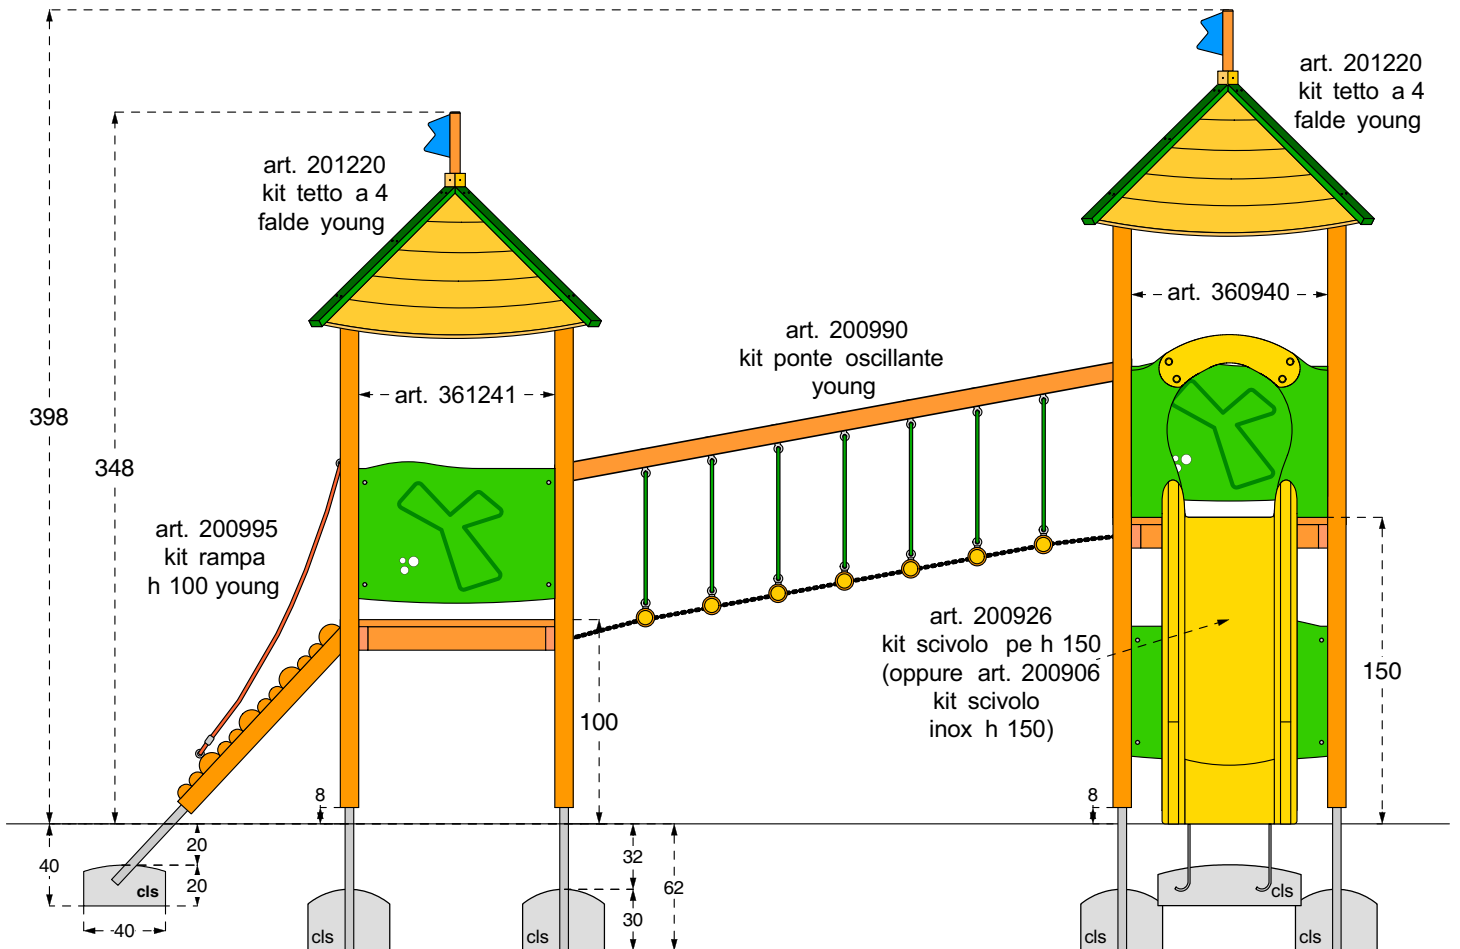 art. 201220
kit tetto a 4
falde young
art. 201220
kit tetto a 4
falde young
art. 360940
art. 200990
kit ponte oscillante
young
art. 361241
398
348
art. 200995
kit rampa
h 100 young
art. 200926
kit scivolo pe h 150
(oppure art. 200906
kit scivolo
inox h 150)
150
100
8
8
40
20
20
cls
40
32
62
30
cls
cls
cls
cls
cls